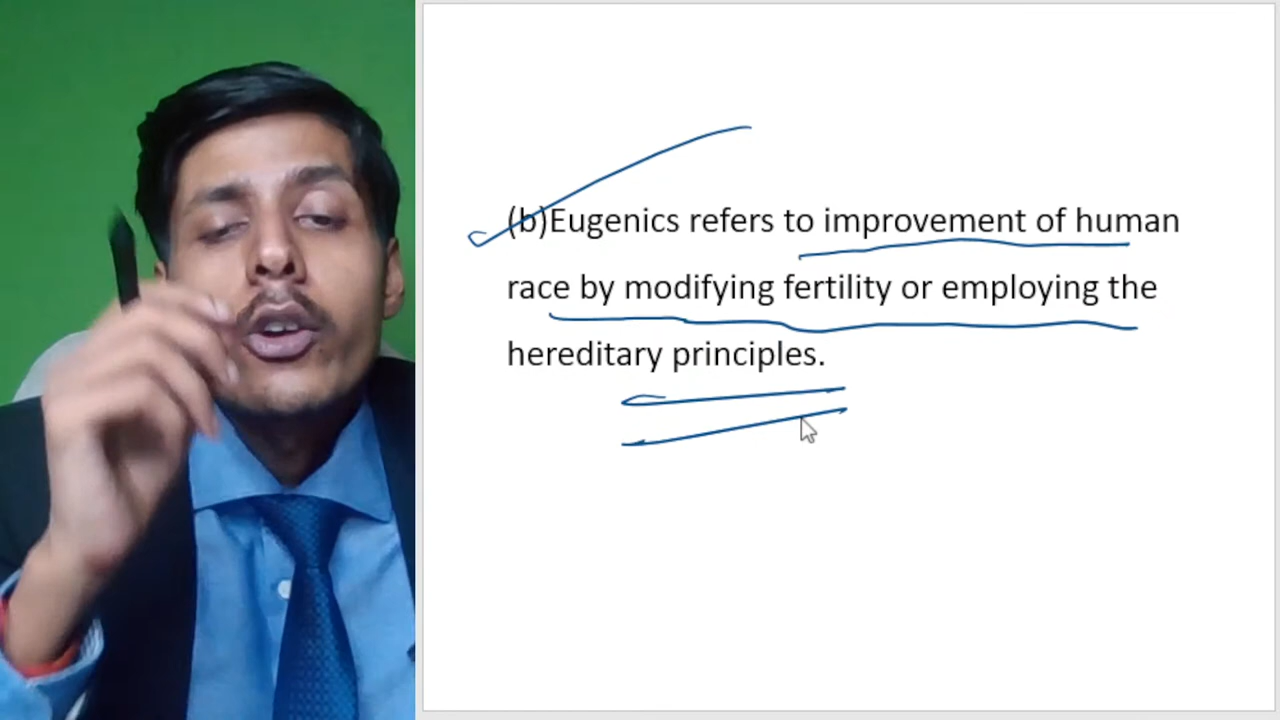 (b)Eugenics refers to improvement of human
race by modifying fertility or employing the
hereditary principles.